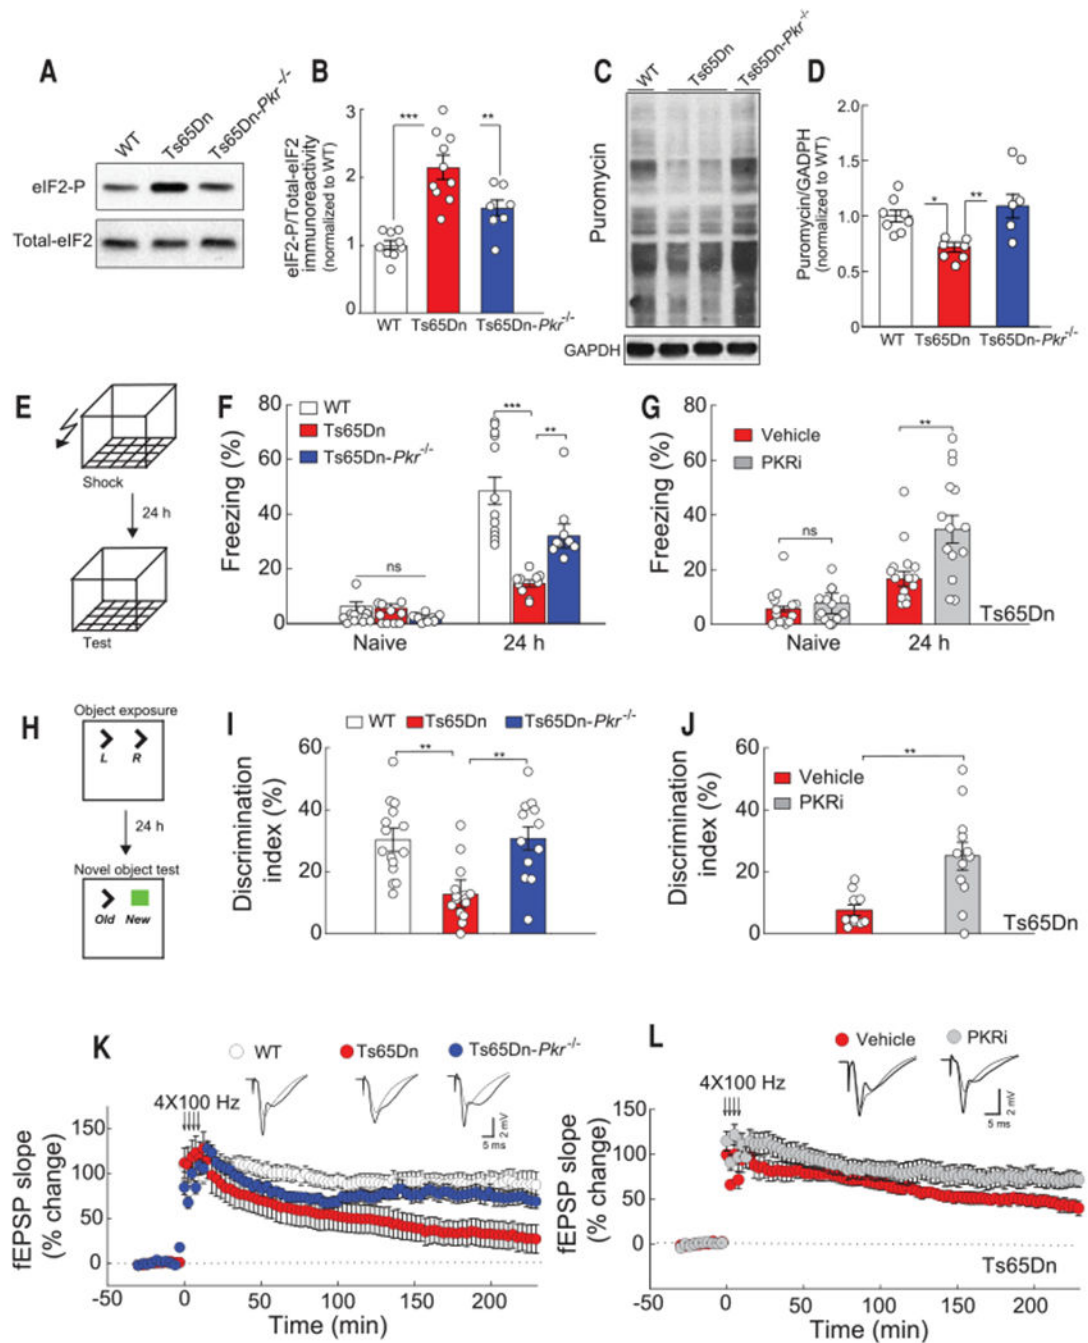 A
WT
Ts65Dn
Ts65Dn-Pkr-/-
eIF2-P
Total-eIF2
B
eIF2-P/Total-eIF2
immunoreactivity
(normalized to WT)
3
2
1
0
***
**
WT Ts65Dn Ts65Dn-Pkr-/-
C
WT
Ts65Dn
Ts65Dn-Pkr-/-
Puromycin
GAPDH
D
Puromycin/GADPH
(normalized to WT)
2.0
1.5
1.0
0.5
0
*
**
WT Ts65Dn Ts65Dn-Pkr-/-
E
Shock
24 h
Test
F
Freezing (%)
80
60
40
20
0
WT
Ts65Dn
Ts65Dn-Pkr-/-
***
**
ns
Naive 24 h
G
Freezing (%)
80
60
40
20
0
Vehicle
PKRi
**
ns
Ts65Dn
Naive 24 h
H
Object exposure
L R
24 h
Novel object test
Old New
I
WT Ts65Dn Ts65Dn-Pkr-/-
Discrimination
index (%)
60
40
20
0
**
**
J
Discrimination
index (%)
60
40
20
0
Vehicle
PKRi
**
Ts65Dn
K
WT Ts65Dn Ts65Dn-Pkr-/-
4X100 Hz
5 ms
2 mV
fEPSP slope
(% change)
150
100
50
0
-50 0 50 100 150 200
Time (min)
L
Vehicle PKRi
4X100 Hz
5 ms
2 mV
fEPSP slope
(% change)
150
100
50
0
Ts65Dn
-50 0 50 100 150 200
Time (min)